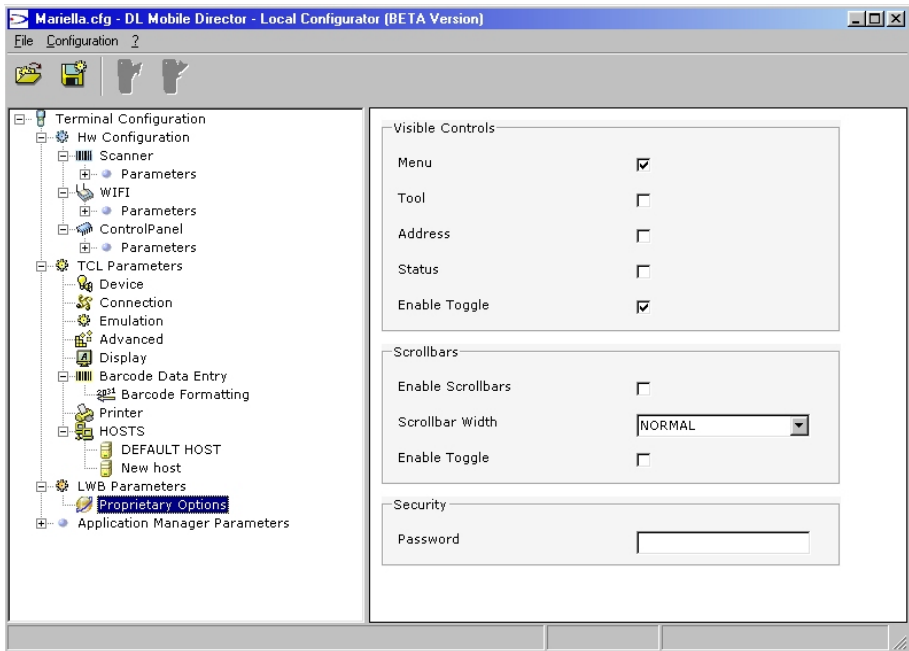 Mariella.cfg - DL Mobile Director - Local Configurator (BETA Version)
File Configuration ?
Terminal Configuration
Hw Configuration
Scanner
Parameters
WIFI
Parameters
ControlPanel
Parameters
TCL Parameters
Device
Connection
Emulation
Advanced
Display
Barcode Data Entry
Barcode Formatting
Printer
HOSTS
DEFAULT HOST
New host
LWB Parameters
Proprietary Options
Application Manager Parameters
Visible Controls
Menu
Tool
Address
Status
Enable Toggle
Scrollbars
Enable Scrollbars
Scrollbar Width NORMAL
Enable Toggle
Security
Password